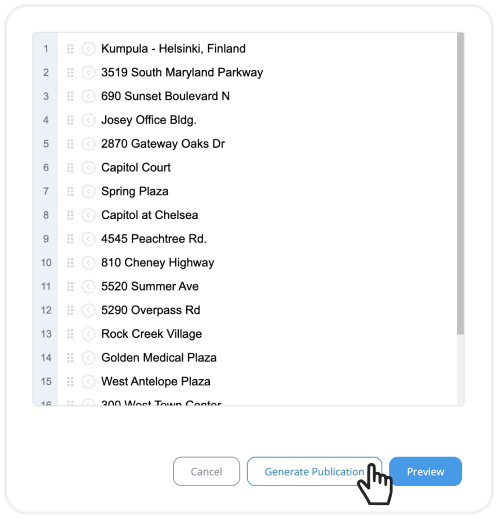 1 Kumpula - Helsinki, Finland
2 3519 South Maryland Parkway
3 690 Sunset Boulevard N
4 Josey Office Bldg.
5 2870 Gateway Oaks Dr
6 Capitol Court
7 Spring Plaza
8 Capitol at Chelsea
9 4545 Peachtree Rd.
10 810 Cheney Highway
11 5520 Summer Ave
12 5290 Overpass Rd
13 Rock Creek Village
14 Golden Medical Plaza
15 West Antelope Plaza
16 300 West Town Center
Cancel Generate Publication Preview